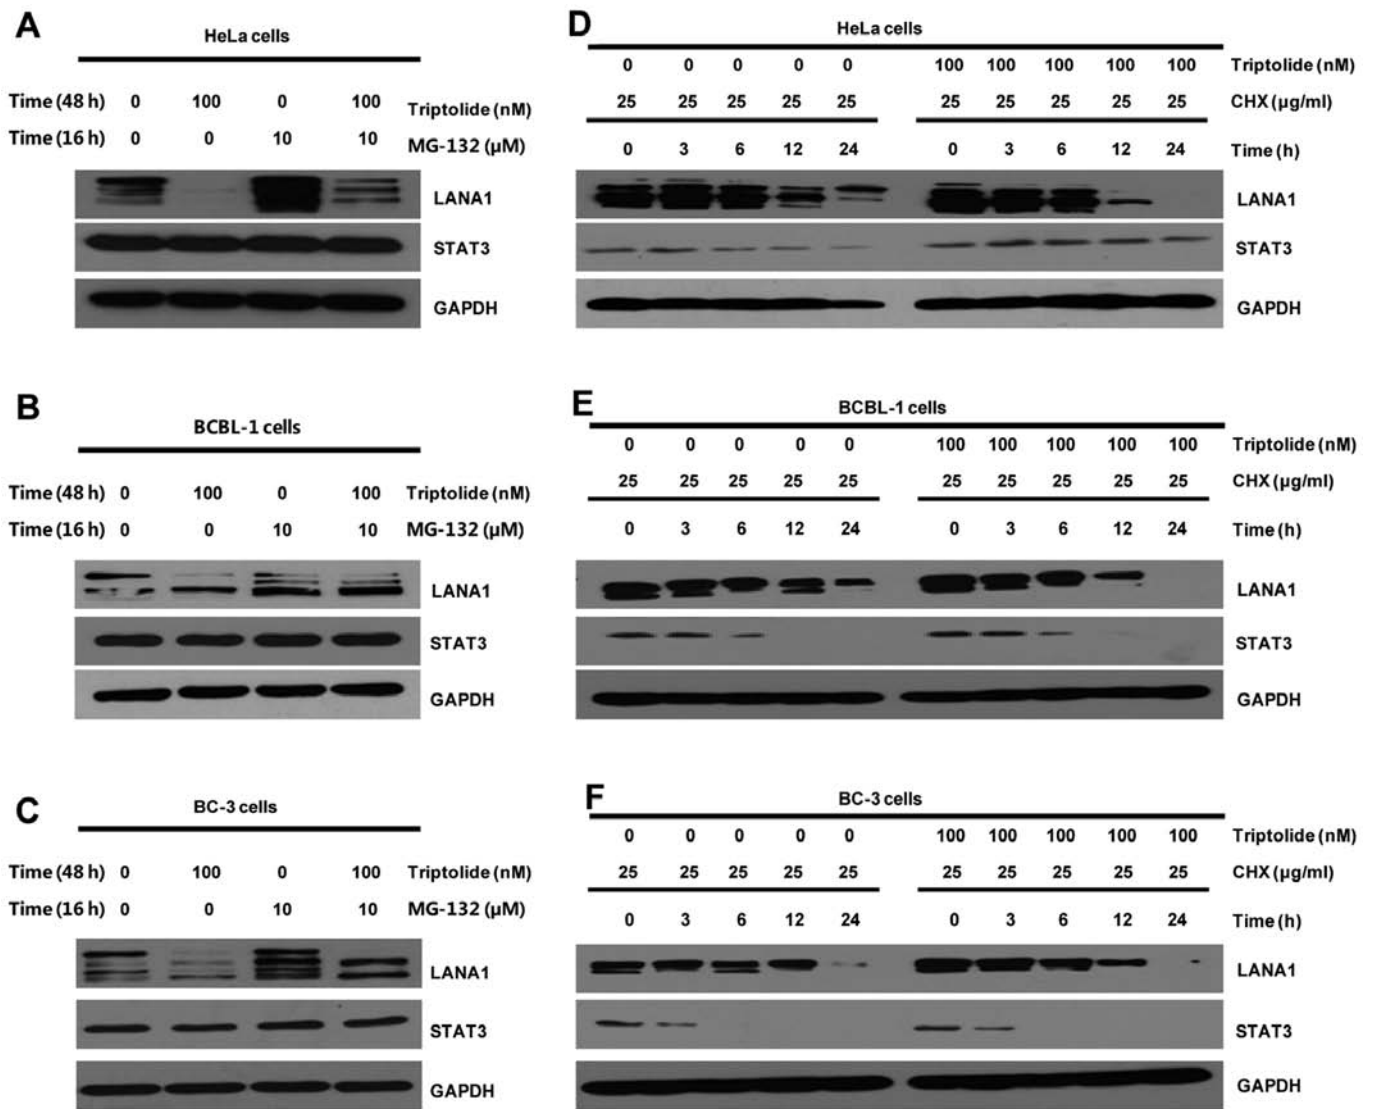 A
HeLa cells
Time (48 h) 0 100 0 100 Triptolide (nM)
Time (16 h) 0 0 10 10 MG-132 (µM)
LANA1
STAT3
GAPDH
B
BCBL-1 cells
Time (48 h) 0 100 0 100 Triptolide (nM)
Time (16 h) 0 0 10 10 MG-132 (µM)
LANA1
STAT3
GAPDH
C
BC-3 cells
Time (48 h) 0 100 0 100 Triptolide (nM)
Time (16 h) 0 0 10 10 MG-132 (µM)
LANA1
STAT3
GAPDH
D
HeLa cells
0 0 0 0 0 100 100 100 100 100 Triptolide (nM)
25 25 25 25 25 25 25 25 25 25 CHX (µg/ml)
0 3 6 12 24 0 3 6 12 24 Time (h)
LANA1
STAT3
GAPDH
E
BCBL-1 cells
0 0 0 0 0 100 100 100 100 100 Triptolide (nM)
25 25 25 25 25 25 25 25 25 25 CHX (µg/ml)
0 3 6 12 24 0 3 6 12 24 Time (h)
LANA1
STAT3
GAPDH
F
BC-3 cells
0 0 0 0 0 100 100 100 100 100 Triptolide (nM)
25 25 25 25 25 25 25 25 25 25 CHX (µg/ml)
0 3 6 12 24 0 3 6 12 24 Time (h)
LANA1
STAT3
GAPDH